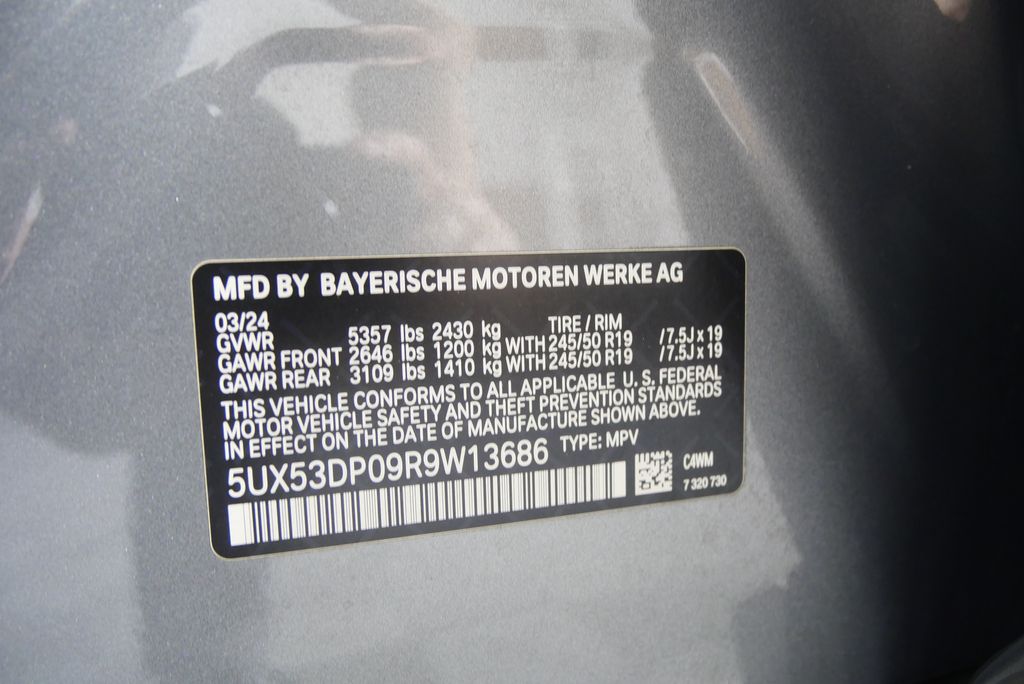 MFD BY BAYERISCHE MOTOREN WERKE AG
03/24 TIRE / RIM
GVWR 5357 lbs 2430 kg
GAWR FRONT 2646 lbs 1200 kg WITH 245/50 R19 /7.5J x 19
GAWR REAR 3109 lbs 1410 kg WITH 245/50 R19 /7.5J x 19
THIS VEHICLE CONFORMS TO ALL APPLICABLE U. S. FEDERAL
MOTOR VEHICLE SAFETY AND THEFT PREVENTION STANDARDS
IN EFFECT ON THE DATE OF MANUFACTURE SHOWN ABOVE.
5UX53DP09R9W13686 TYPE: MPV
C4WM
7 320 730